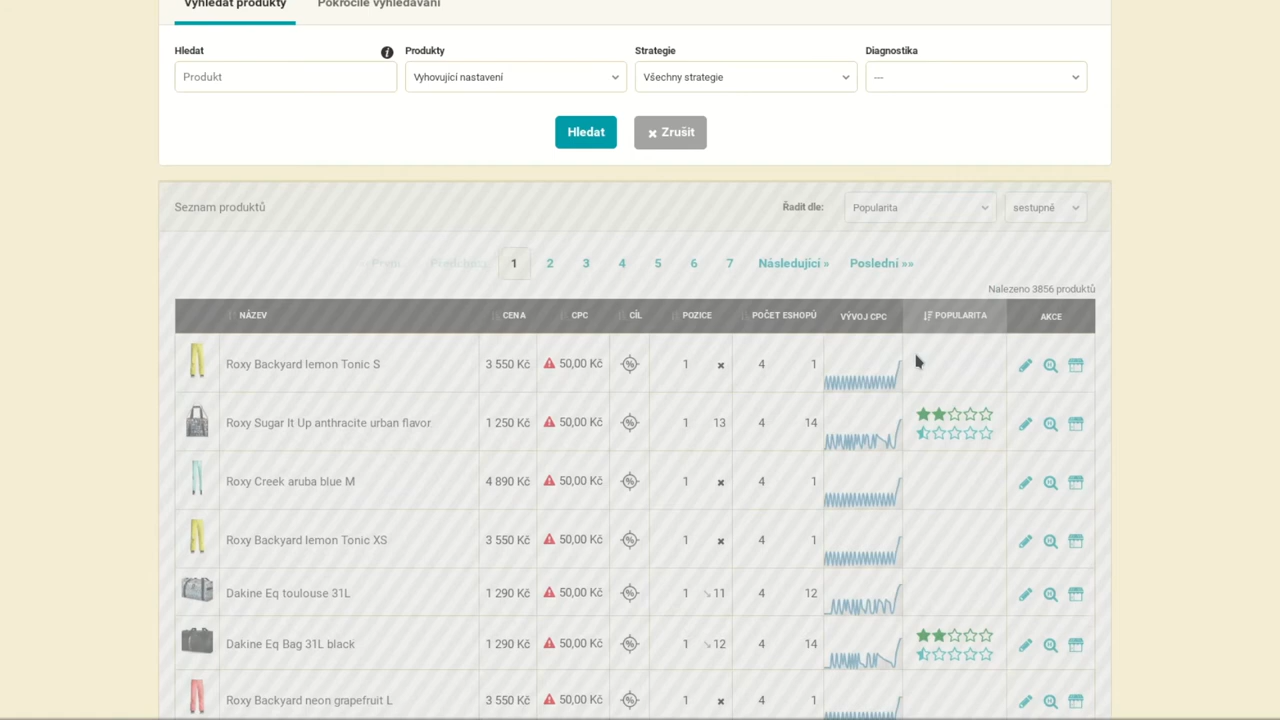 Vyhledat produkty Pokročilé vyhledávání
Hledat Produkty Strategie Diagnostika
Produkt Vyhovující nastavení Všechny strategie ---
Hledat Zrušit
Seznam produktů Řadit dle: Popularita sestupně
První Předchozí 1 2 3 4 5 6 7 Následující » Poslední »»
Nalezeno 3856 produktů
NÁZEV CENA CPC CÍL POZICE POČET ESHOPŮ VÝVOJ CPC POPULARITA AKCE
Roxy Backyard lemon Tonic S 3 550 Kč 50,00 Kč 1 x 4 1
Roxy Sugar It Up anthracite urban flavor 1 250 Kč 50,00 Kč 1 13 4 14
Roxy Creek aruba blue M 4 890 Kč 50,00 Kč 1 x 4 1
Roxy Backyard lemon Tonic XS 3 550 Kč 50,00 Kč 1 x 4 1
Dakine Eq toulouse 31L 1 290 Kč 50,00 Kč 1 ↘11 4 12
Dakine Eq Bag 31L black 1 290 Kč 50,00 Kč 1 ↘12 4 14
Roxy Backyard neon grapefruit L 3 550 Kč 50,00 Kč 1 x 4 1